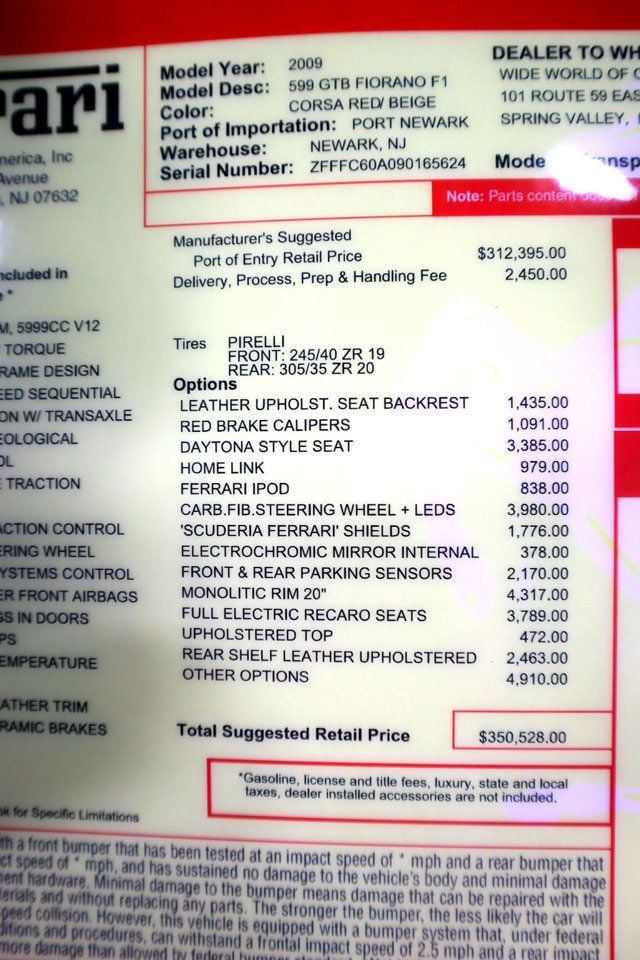 rari
merica, Inc
Avenue
, NJ 07632
Model Year: 2009
Model Desc: 599 GTB FIORANO F1
Color: CORSA RED/ BEIGE
Port of Importation: PORT NEWARK
Warehouse: NEWARK, NJ
Serial Number: ZFFFC60A090165624
DEALER TO WH
WIDE WORLD OF
101 ROUTE 59 EAS
SPRING VALLEY,
Mode nsp
Note: Parts content
ncluded in
e *
M, 5999CC V12
TORQUE
RAME DESIGN
EED SEQUENTIAL
ON W/ TRANSAXLE
EOLOGICAL
OL
E TRACTION
ACTION CONTROL
ERING WHEEL
YSTEMS CONTROL
ER FRONT AIRBAGS
GS IN DOORS
PS
EMPERATURE
ATHER TRIM
RAMIC BRAKES
ok for Specific Limitations
Manufacturer's Suggested
Port of Entry Retail Price $312,395.00
Delivery, Process, Prep & Handling Fee 2,450.00
Tires PIRELLI
FRONT: 245/40 ZR 19
REAR: 305/35 ZR 20
Options
LEATHER UPHOLST. SEAT BACKREST 1,435.00
RED BRAKE CALIPERS 1,091.00
DAYTONA STYLE SEAT 3,385.00
HOME LINK 979.00
FERRARI IPOD 838.00
CARB.FIB.STEERING WHEEL + LEDS 3,980.00
'SCUDERIA FERRARI' SHIELDS 1,776.00
ELECTROCHROMIC MIRROR INTERNAL 378.00
FRONT & REAR PARKING SENSORS 2,170.00
MONOLITIC RIM 20" 4,317.00
FULL ELECTRIC RECARO SEATS 3,789.00
UPHOLSTERED TOP 472.00
REAR SHELF LEATHER UPHOLSTERED 2,463.00
OTHER OPTIONS 4,910.00
Total Suggested Retail Price $350,528.00
*Gasoline, license and title fees, luxury, state and local
taxes, dealer installed accessories are not included.
th a front bumper that has been tested at an impact speed of * mph and a rear bumper that
ct speed of * mph, and has sustained no damage to the vehicle's body and minimal damage
ment hardware. Minimal damage to the bumper means damage that can be repaired with the
terials and without replacing any parts. The stronger the bumper, the less likely the car will
speed collision. However, this vehicle is equipped with a bumper system that, under federal
ditions and procedures, can withstand a frontal impact speed of 2.5 mph and a rear impact
more damage than allowed by federal bumper